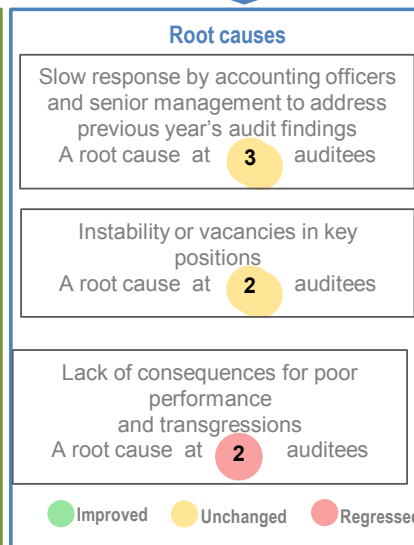 Root causes
Slow response by accounting officers
and senior management to address
previous year's audit findings
A root cause at 3 auditees
Instability or vacancies in key
positions
A root cause at 2 auditees
Lack of consequences for poor
performance
and transgressions
A root cause at 2 auditees
Improved Unchanged Regressed